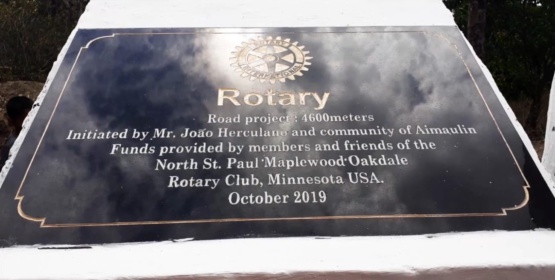 Rotary
Road project : 4600meters
Initiated by Mr. Joao Herculano and community of Aimaulin
Funds provided by members and friends of the
North St. Paul Maplewood Oakdale
Rotary Club, Minnesota USA.
October 2019